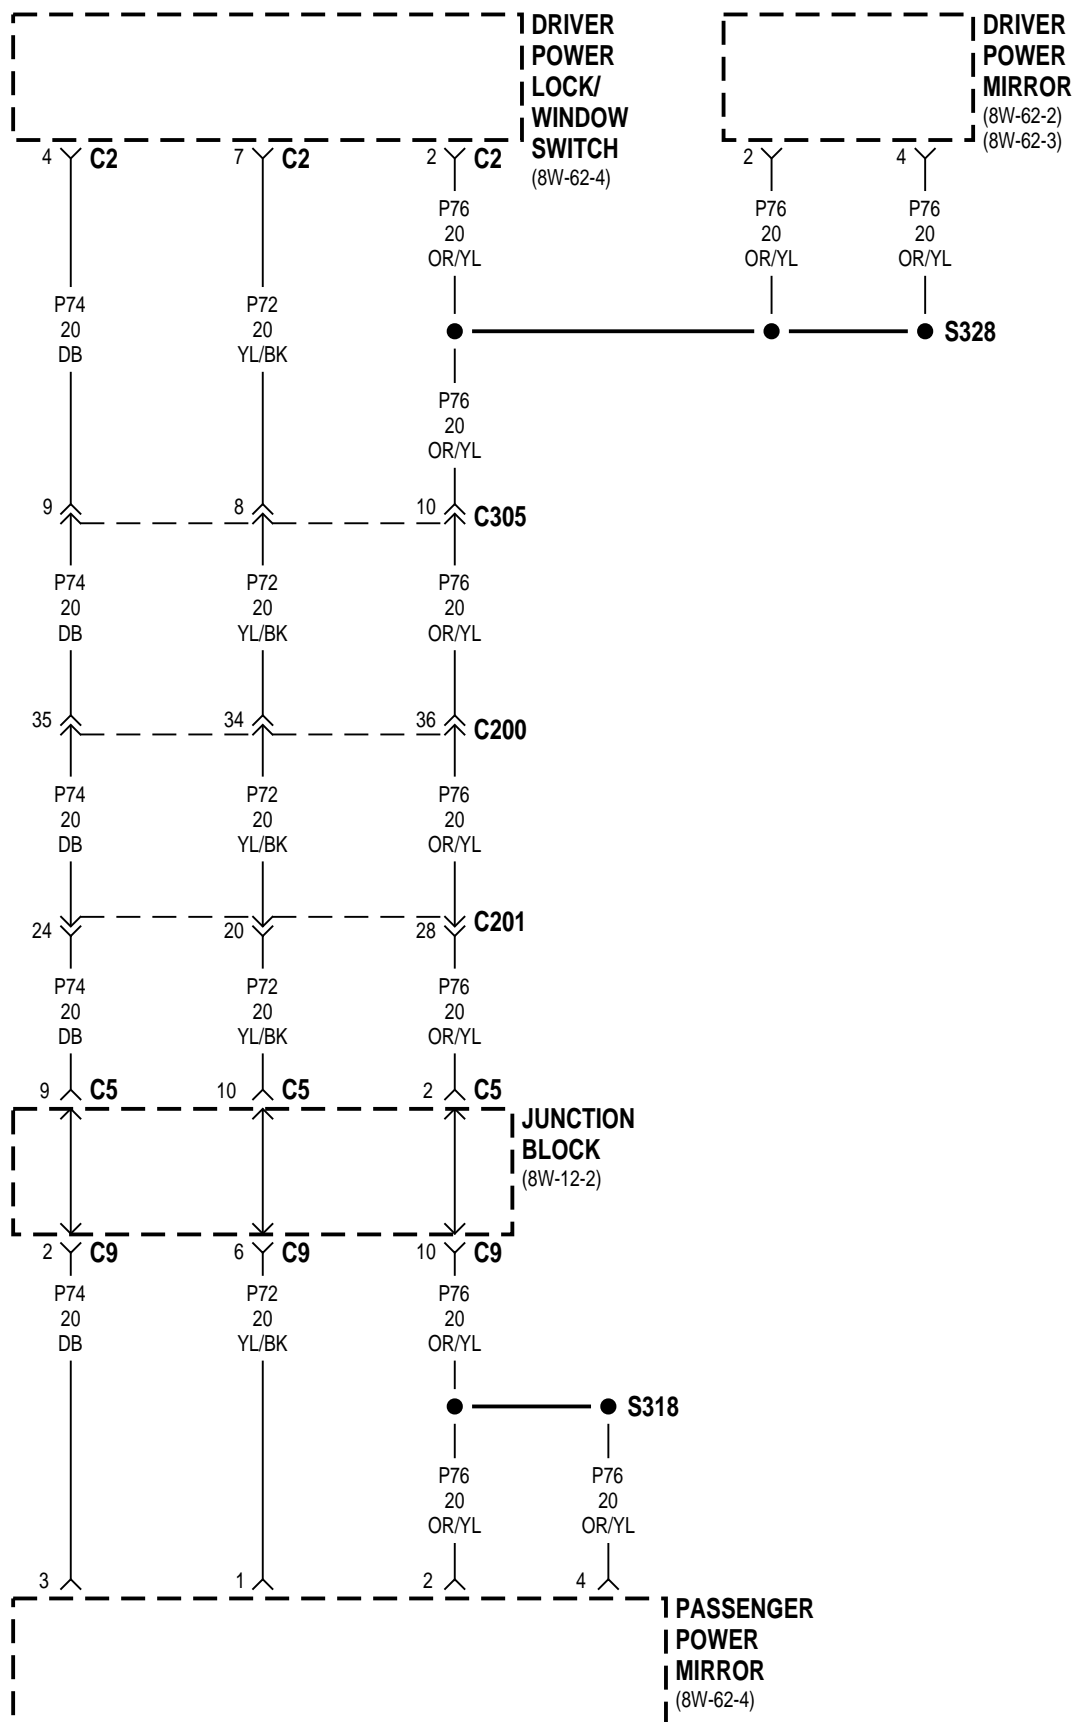 DRIVER
POWER
LOCK/
WINDOW
SWITCH
(8W-62-4)
DRIVER
POWER
MIRROR
(8W-62-2)
(8W-62-3)
4 C2 7 C2 2 C2 2 4
P76 P76 P76
20 20 20
OR/YL OR/YL OR/YL
P74 P72
20 20
DB YL/BK
S328
P76
20
OR/YL
9 8 10 C305
P74 P72 P76
20 20 20
DB YL/BK OR/YL
35 34 36 C200
P74 P72 P76
20 20 20
DB YL/BK OR/YL
24 20 28 C201
P74 P72 P76
20 20 20
DB YL/BK OR/YL
9 C5 10 C5 2 C5
JUNCTION
BLOCK
(8W-12-2)
2 C9 6 C9 10 C9
P74 P72 P76
20 20 20
DB YL/BK OR/YL
S318
P76 P76
20 20
OR/YL OR/YL
3 1 2 4
PASSENGER
POWER
MIRROR
(8W-62-4)